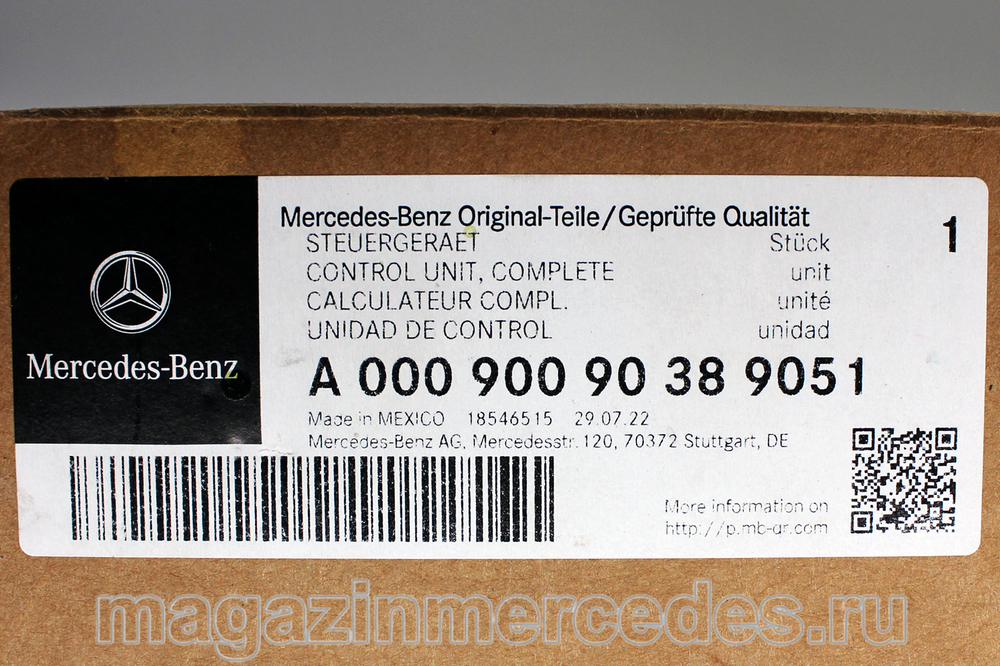 Mercedes-Benz Original-Teile/Geprüfte Qualität
1
STEUERGERAET Stück
CONTROL UNIT, COMPLETE unit
CALCULATEUR COMPL. unité
UNIDAD DE CONTROL unidad
Mercedes-Benz
A 000 900 90 38 9051
Made in MEXICO 18546515 29.07.22
Mercedes-Benz AG, Mercedesstr. 120, 70372 Stuttgart, DE
More information on
http://p.mb-qr.com
magazinmercedes.ru